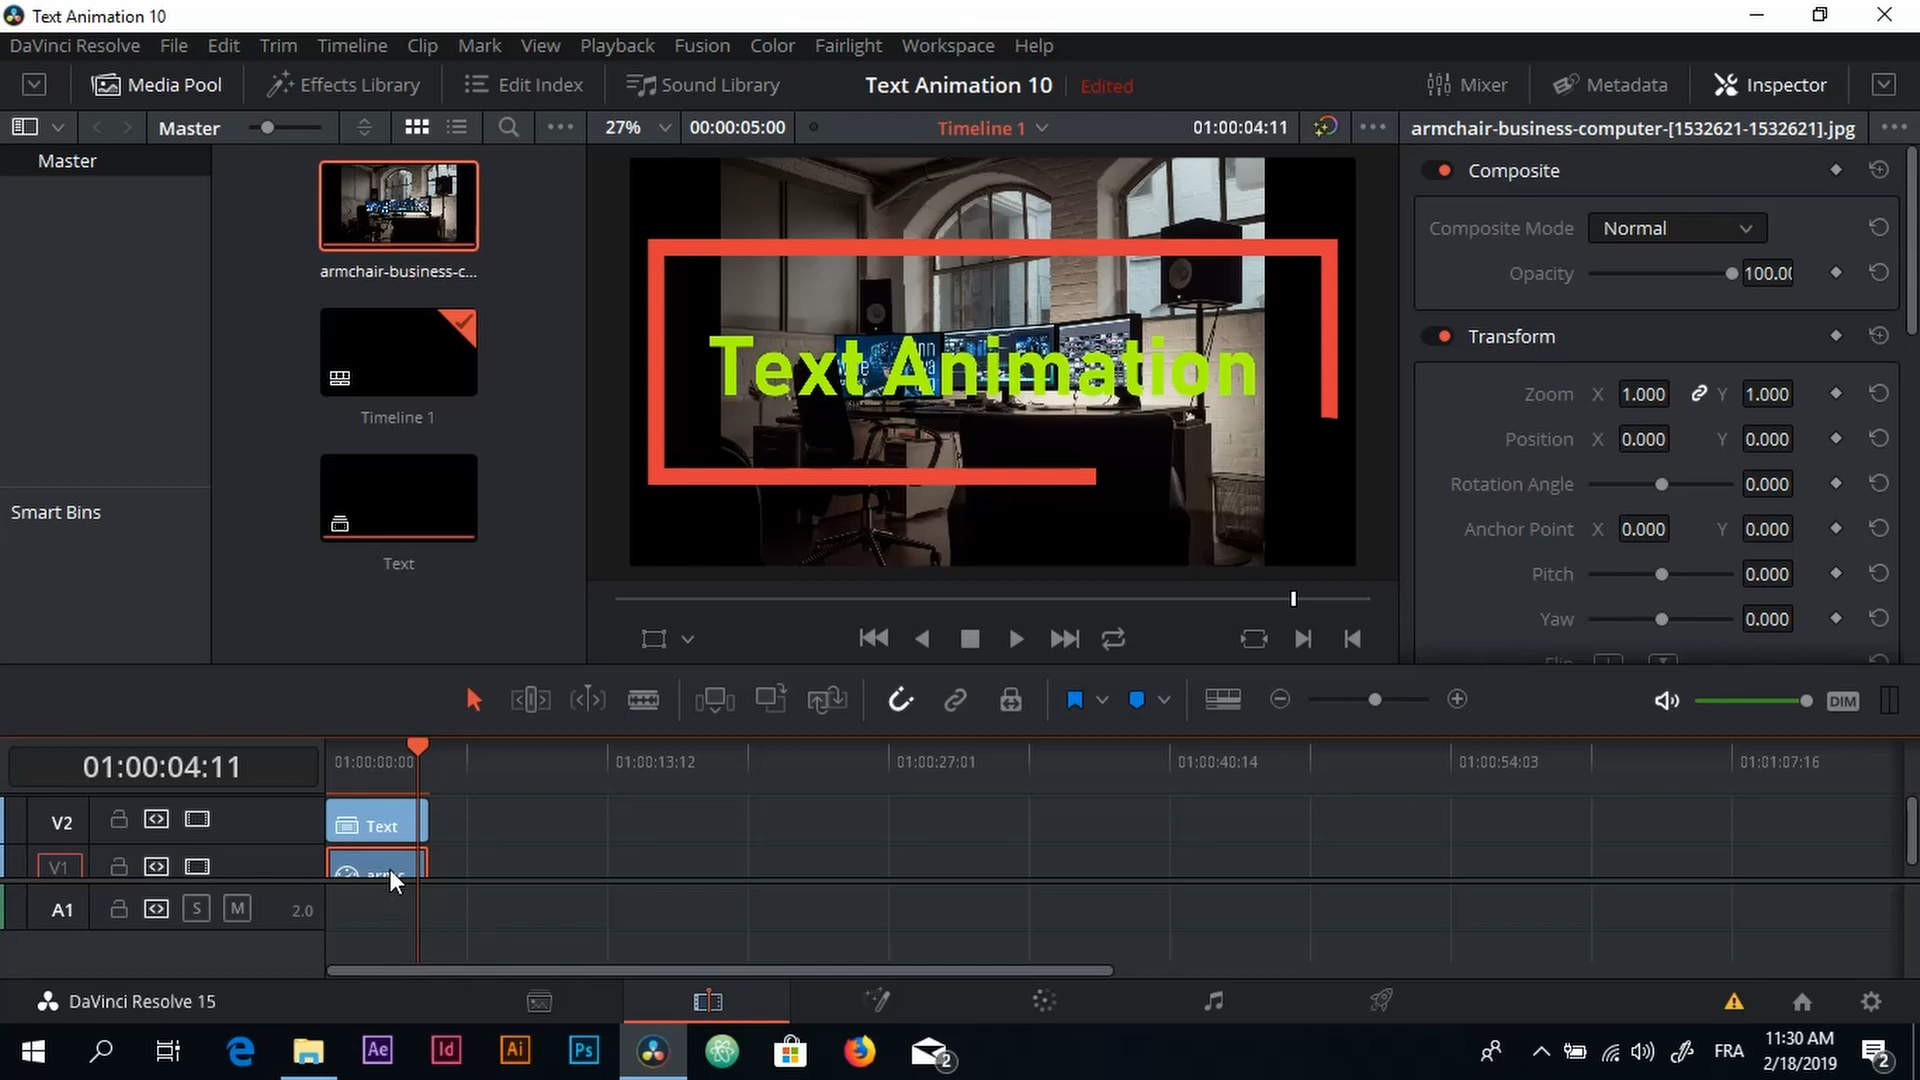 Text Animation 10
DaVinci Resolve File Edit Trim Timeline Clip Mark View Playback Fusion Color Fairlight Workspace Help
Media Pool Effects Library Edit Index Sound Library Text Animation 10 Edited Mixer Metadata Inspector
Master 27% 00:00:05:00 Timeline 1 01:00:04:11 armchair-business-computer-[1532621-1532621].jpg
Master
armchair-business-c...
Timeline 1
Text
Smart Bins
Text Animation
Composite
Composite Mode Normal
Opacity 100.00
Transform
Zoom X 1.000 Y 1.000
Position X 0.000 Y 0.000
Rotation Angle 0.000
Anchor Point X 0.000 Y 0.000
Pitch 0.000
Yaw 0.000
DIM
01:00:04:11 01:00:00:00 01:00:13:12 01:00:27:01 01:00:40:14 01:00:54:03 01:01:07:16
V2 Text
V1
A1 S M 2.0
DaVinci Resolve 15
Ae Id Ai Ps 2 FRA 11:30 AM
2/18/2019 2